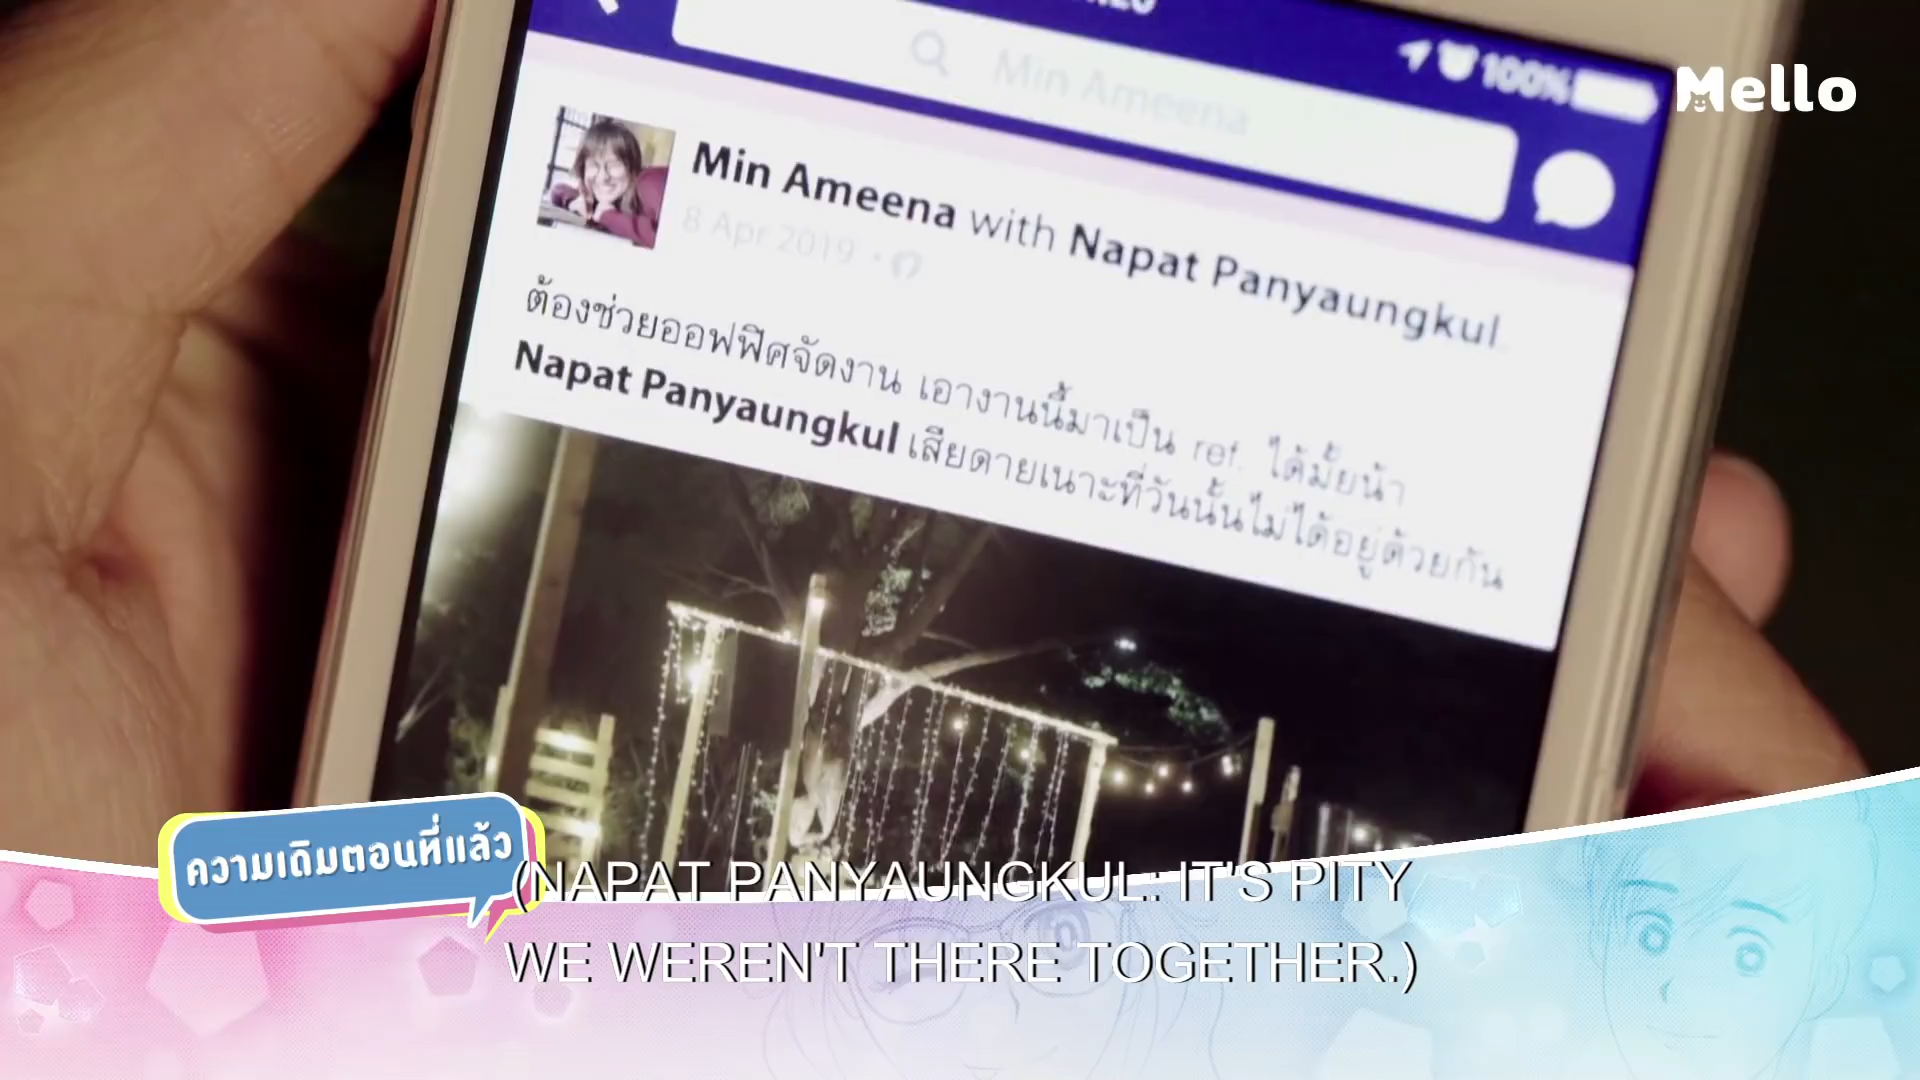 100%
Mello
Min Ameena
Min Ameena with Napat Panyaungkul.
8 Apr 2019
ต้องช่วยออฟฟิศจัดงาน เอางานนี้มาเป็น ref. ได้มั้ยน้า
Napat Panyaungkul เสียดายเนาะที่วันนั้นไม่ได้อยู่ด้วยกัน
ความเดิมตอนที่แล้ว
(NAPAT PANYAUNGKUL: IT'S PITY
WE WEREN'T THERE TOGETHER.)